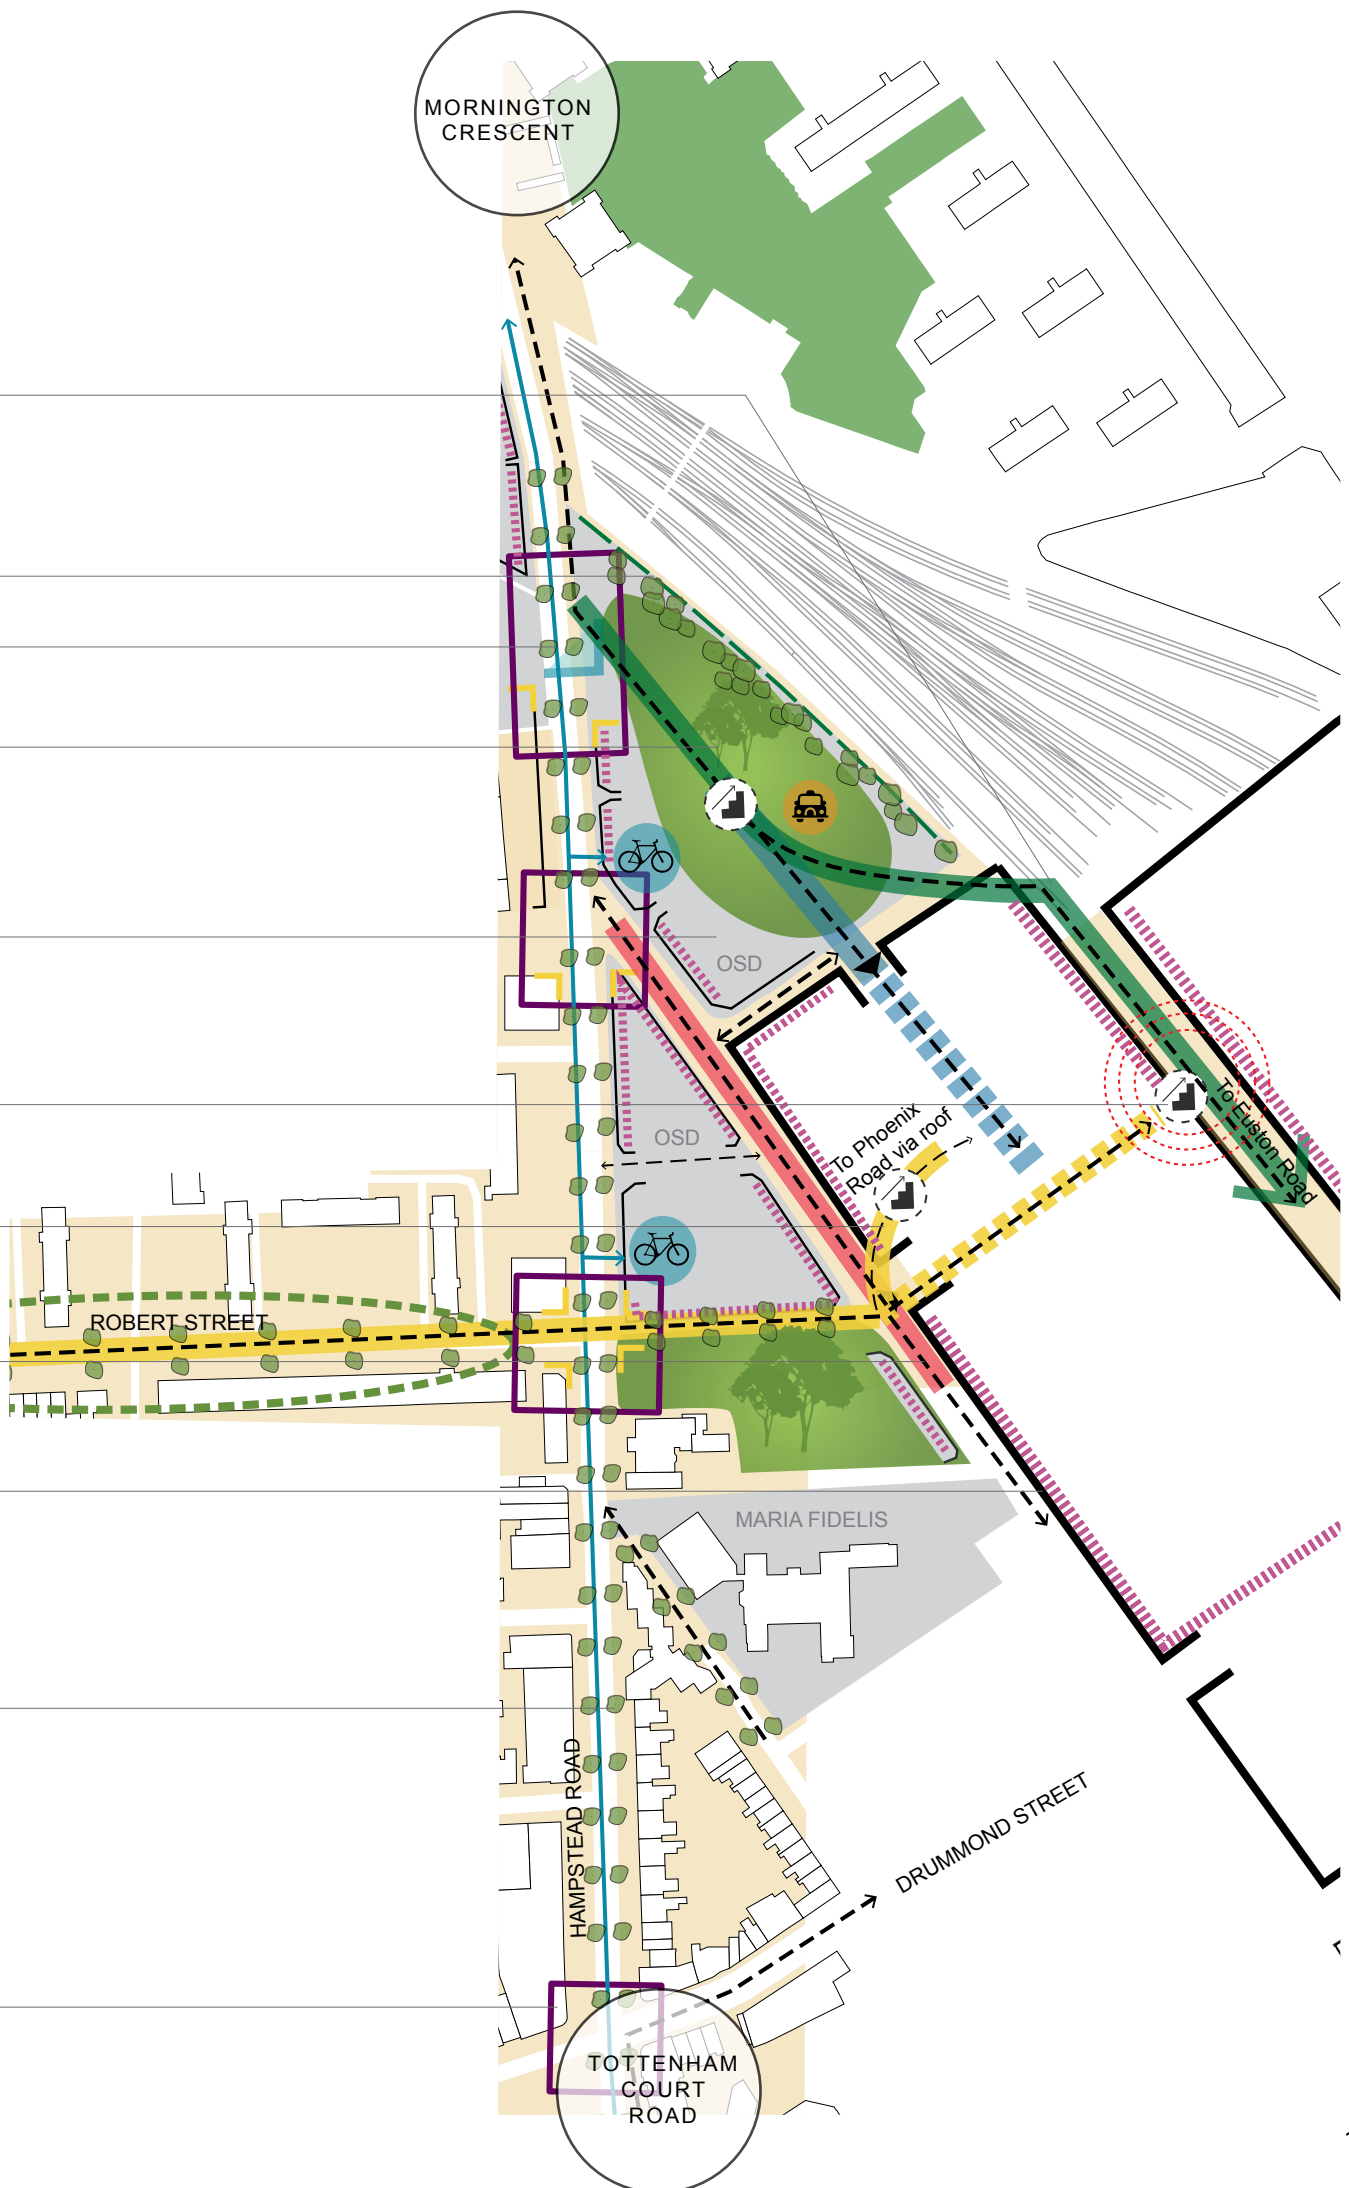 MORNINGTON
CRESCENT
OSD
To Phoenix
Road via roof
To Euston Road
OSD
ROBERT STREET
MARIA FIDELIS
HAMPSTEAD ROAD
DRUMMOND STREET
TOTTENHAM
COURT
ROAD